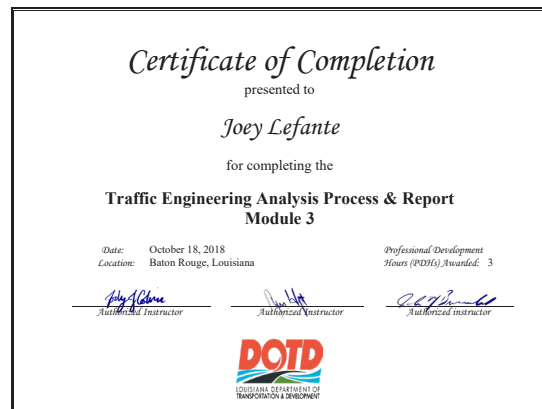 Certificate of Completion
presented to
Joey Lefante
for completing the
Traffic Engineering Analysis Process & Report
Module 3
Date: October 18, 2018
Location: Baton Rouge, Louisiana
Professional Development
Hours (PDHs) Awarded: 3
Authorized Instructor
Authorized Instructor
Authorized instructor
DOTD
LOUISIANA DEPARTMENT OF
TRANSPORTATION & DEVELOPMENT